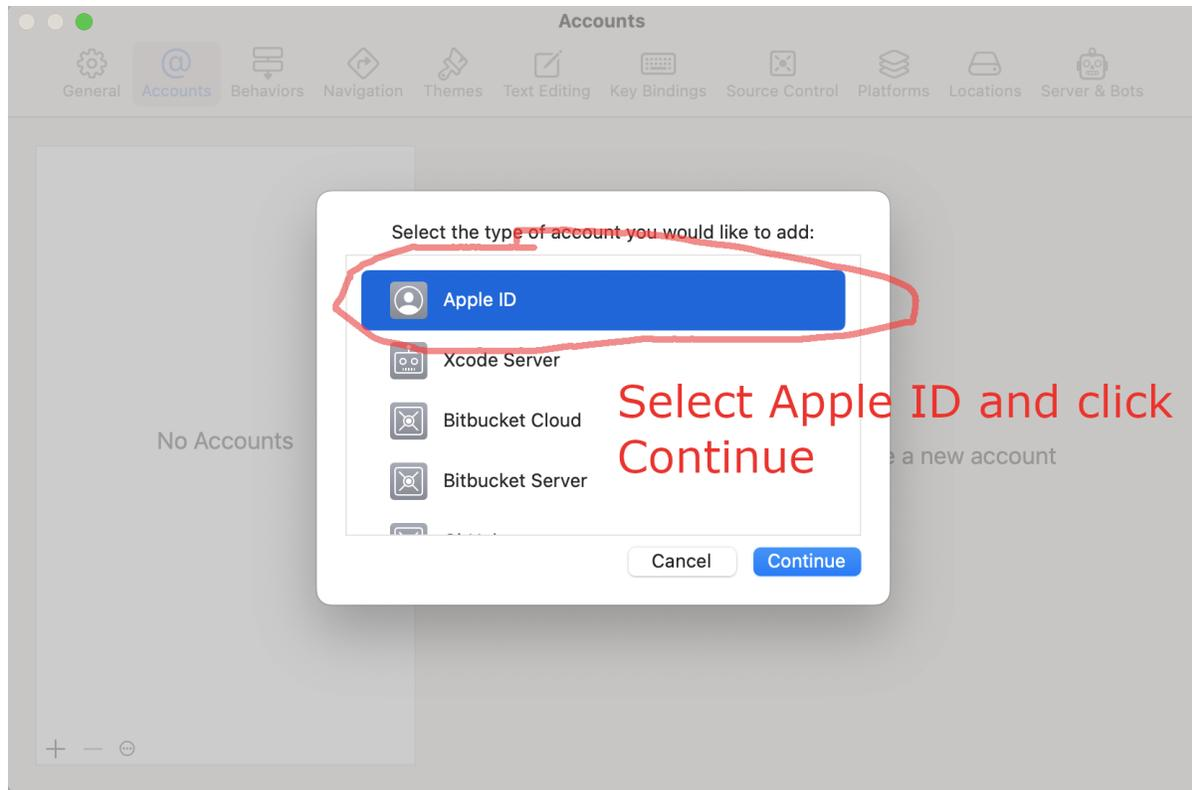 Accounts
General Accounts Behaviors Navigation Themes Text Editing Key Bindings Source Control Platforms Locations Server & Bots
Select the type of account you would like to add:
Apple ID
Xcode Server
Bitbucket Cloud
Bitbucket Server
Select Apple ID and click
Continue
No Accounts
a new account
Cancel Continue